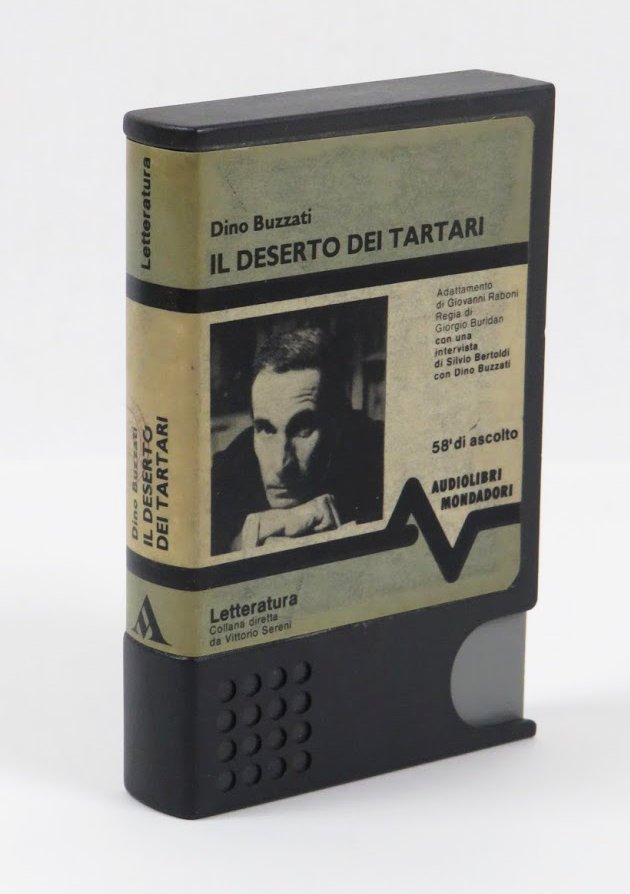 Letteratura
Dino Buzzati
IL DESERTO
DEI TARTARI
Dino Buzzati
IL DESERTO DEI TARTARI
Adattamento
di Giovanni Raboni
Regia di
Giorgio Buridan
con una
intervista
di Silvio Bertoldi
con Dino Buzzati
58' di ascolto
AUDIOLIBRI
MONDADORI
Letteratura
Collana diretta
da Vittorio Sereni